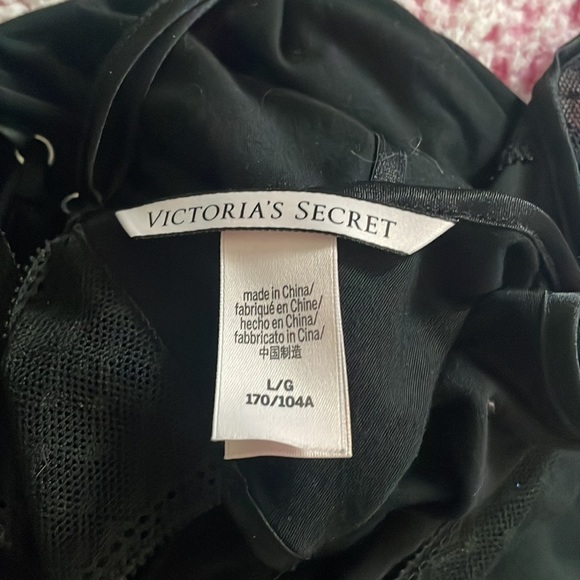 VICTORIA'S SECRET
made in China/
fabriqué en Chine/
hecho en China/
fabbricato in Cina/
中国制造
L/G
170/104A